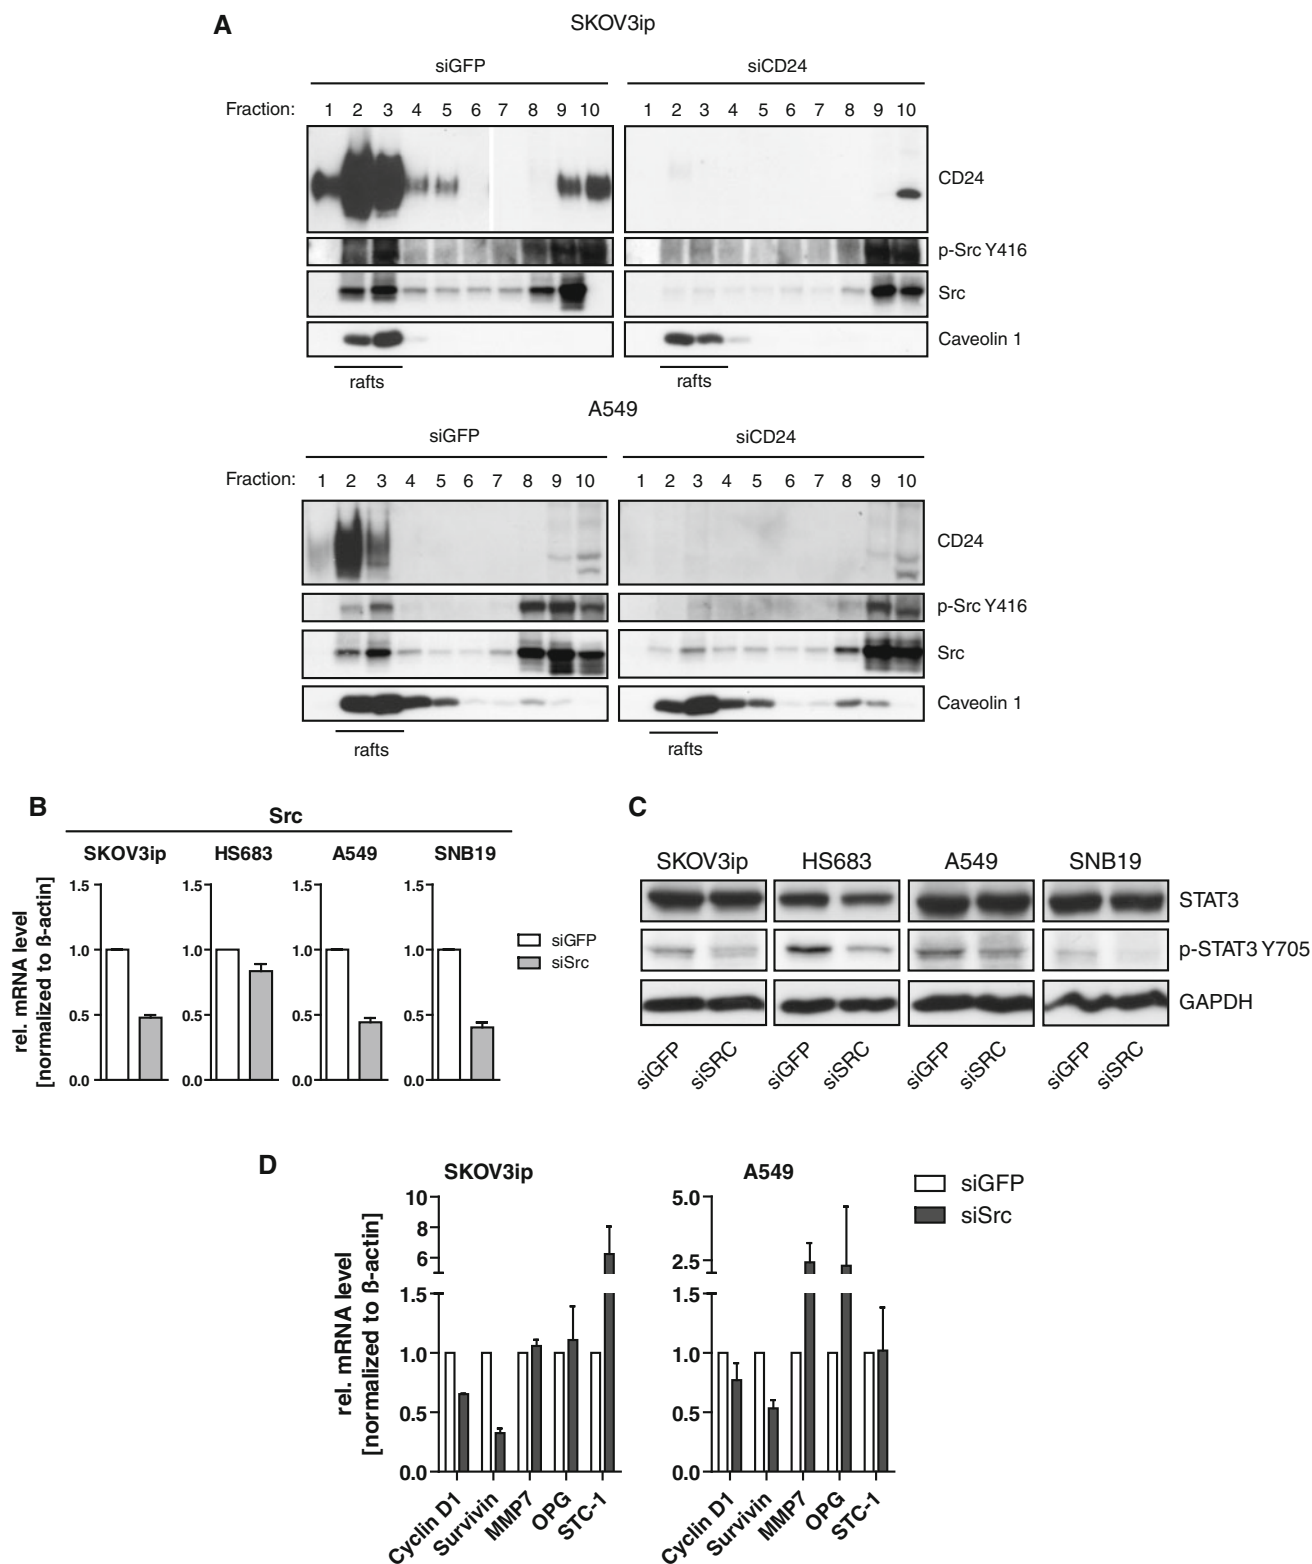 A
SKOV3ip
siGFP siCD24
Fraction: 1 2 3 4 5 6 7 8 9 10 1 2 3 4 5 6 7 8 9 10
CD24
p-Src Y416
Src
Caveolin 1
rafts rafts
A549
siGFP siCD24
Fraction: 1 2 3 4 5 6 7 8 9 10 1 2 3 4 5 6 7 8 9 10
CD24
p-Src Y416
Src
Caveolin 1
rafts rafts
B
Src
SKOV3ip HS683 A549 SNB19
rel. mRNA level
[normalized to ß-actin]
1.5 1.5 1.5 1.5
1.0 1.0 1.0 1.0
0.5 0.5 0.5 0.5
0.0 0.0 0.0 0.0
siGFP
siSrc
C
SKOV3ip HS683 A549 SNB19
STAT3
p-STAT3 Y705
GAPDH
siGFP siSRC siGFP siSRC siGFP siSRC siGFP siSRC
D
SKOV3ip A549
siGFP
siSrc
rel. mRNA level
[normalized to ß-actin]
10
8
6
1.5
1.0
0.5
0.0
Cyclin D1 Survivin MMP7 OPG STC-1
5.0
2.5
1.5
1.0
0.5
0.0
Cyclin D1 Survivin MMP7 OPG STC-1